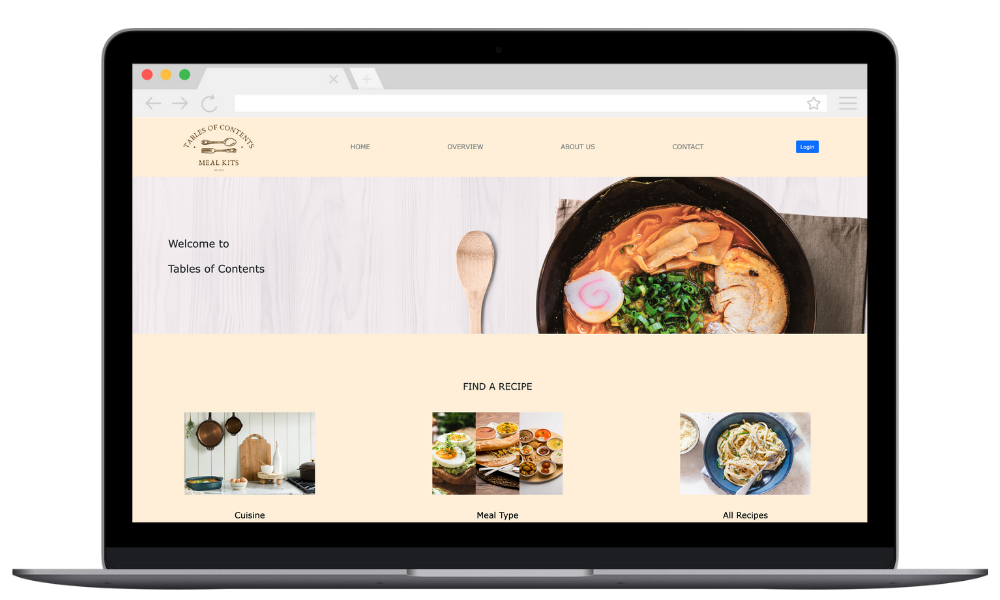 TABLES OF CONTENTS
MEAL KITS
HOME
OVERVIEW
ABOUT US
CONTACT
Login
Welcome to
Tables of Contents
FIND A RECIPE
Cuisine
Meal Type
All Recipes